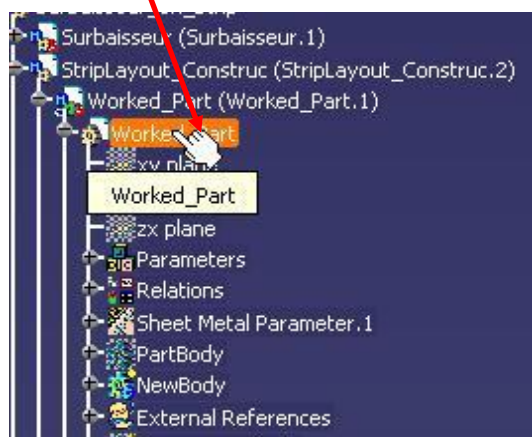 Surbaisseur (Surbaisseur.1)
StripLayout_Construc (StripLayout_Construc.2)
Worked_Part (Worked_Part.1)
Worked_Part
xy plane
Worked_Part
zx plane
Parameters
Relations
Sheet Metal Parameter.1
PartBody
NewBody
External References